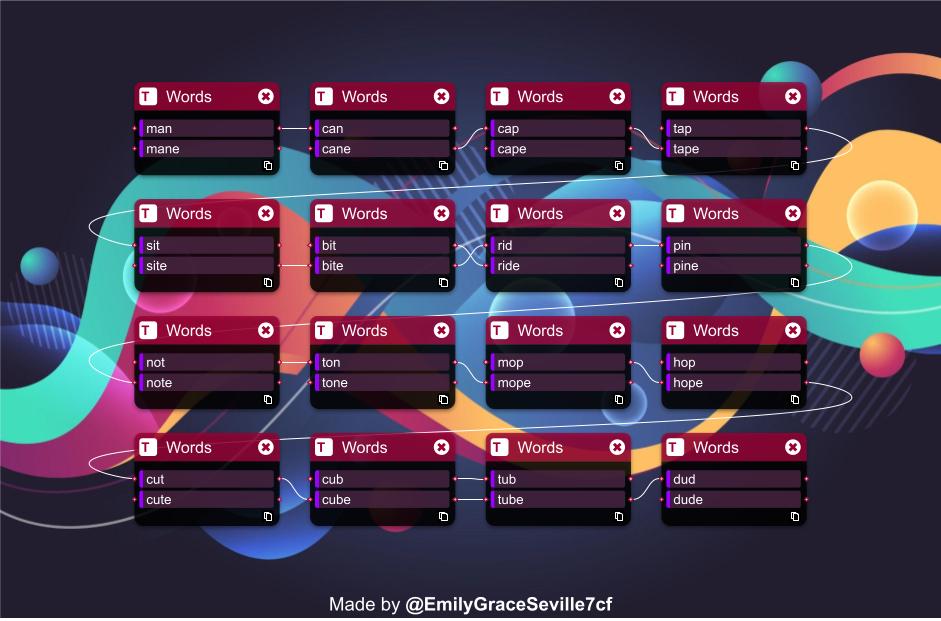 Words
man
mane
Words
can
cane
Words
cap
cape
Words
tap
tape
Words
sit
site
Words
bit
bite
Words
rid
ride
Words
pin
pine
Words
not
note
Words
ton
tone
Words
mop
mope
Words
hop
hope
Words
cut
cute
Words
cub
cube
Words
tub
tube
Words
dud
dude
Made by @EmilyGraceSeville7cf